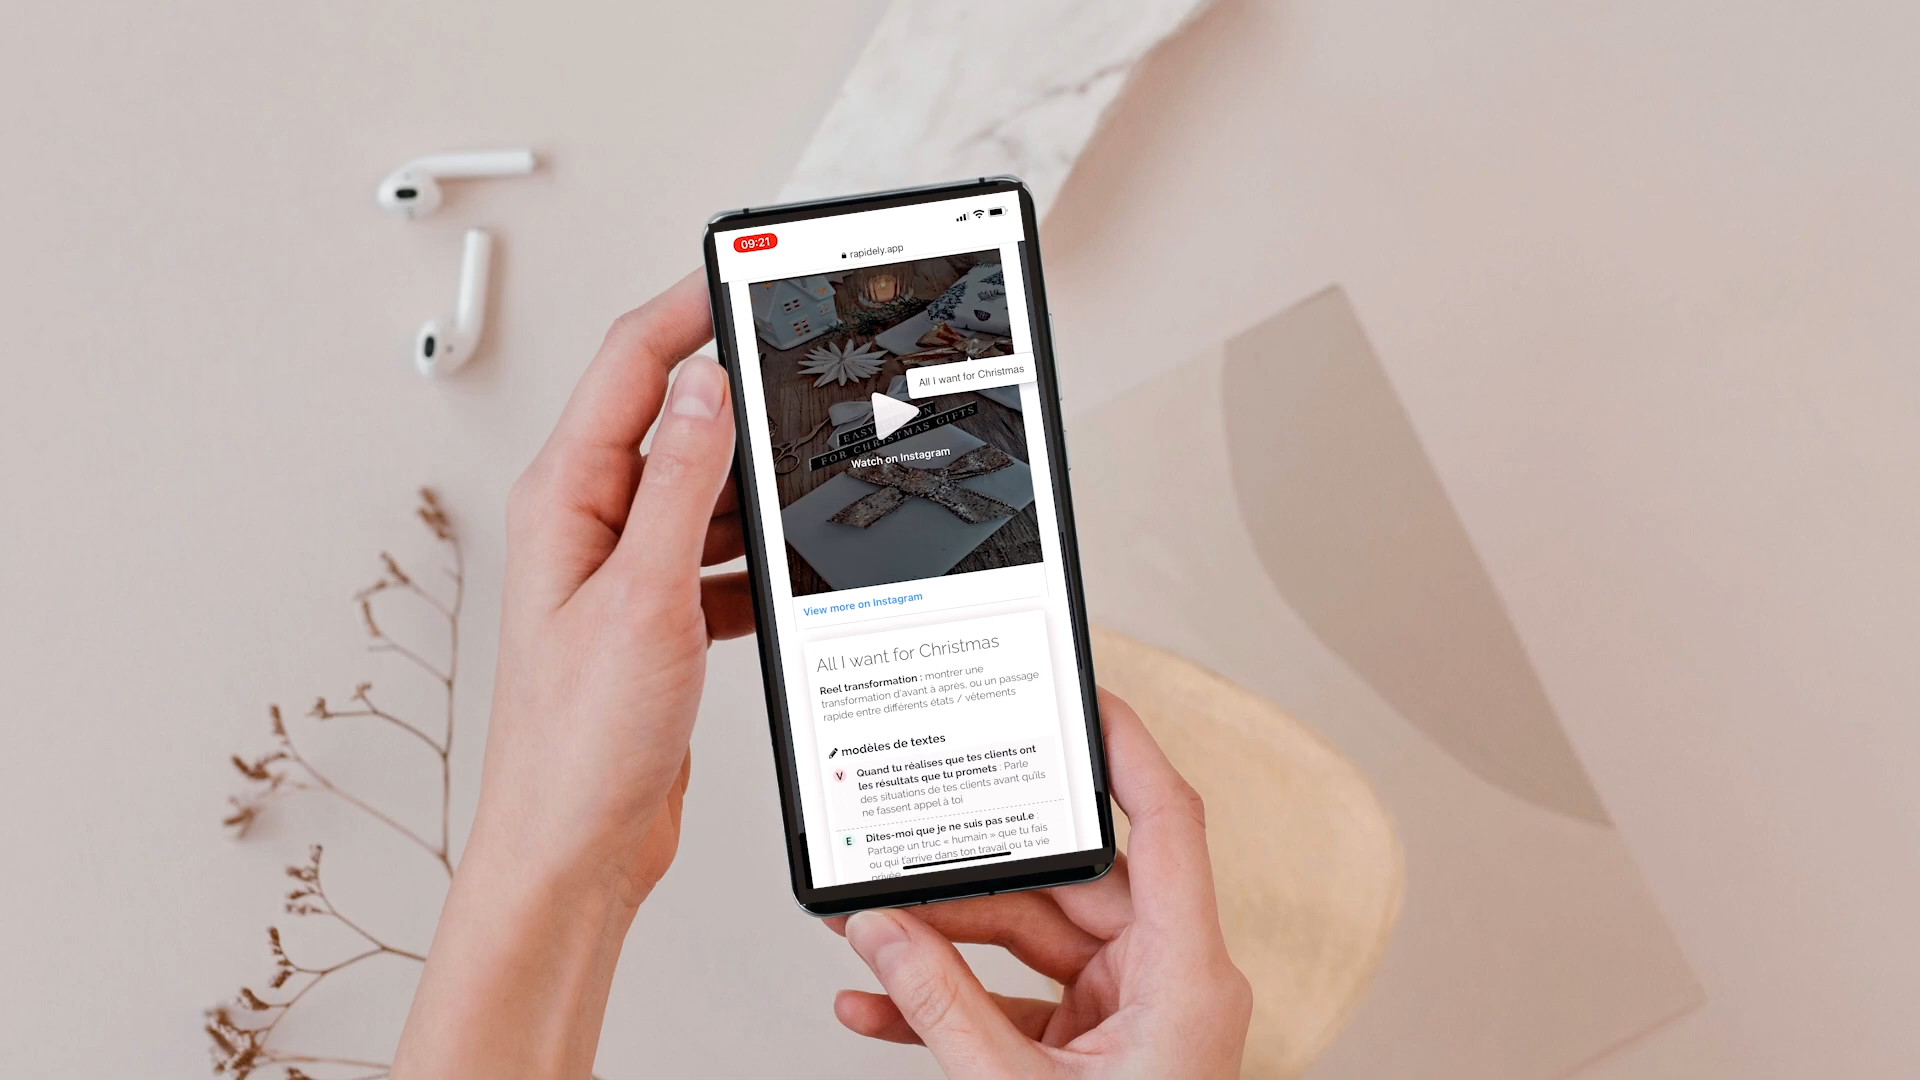 09:21
rapidely.app
All I want for Christmas
EASY
ON
FOR CHRISTMAS GIFTS
Watch on Instagram
View more on Instagram
All I want for Christmas
Reel transformation : montrer une
transformation d'avant à après, ou un passage
rapide entre différents états / vêtements
modèles de textes
V
Quand tu réalises que tes clients ont
les résultats que tu promets : Parle
des situations de tes clients avant qu'ils
ne fassent appel à toi
E
Dites-moi que je ne suis pas seul.e :
Partage un truc « humain » que tu fais
ou qui t'arrive dans ton travail ou ta vie
privée